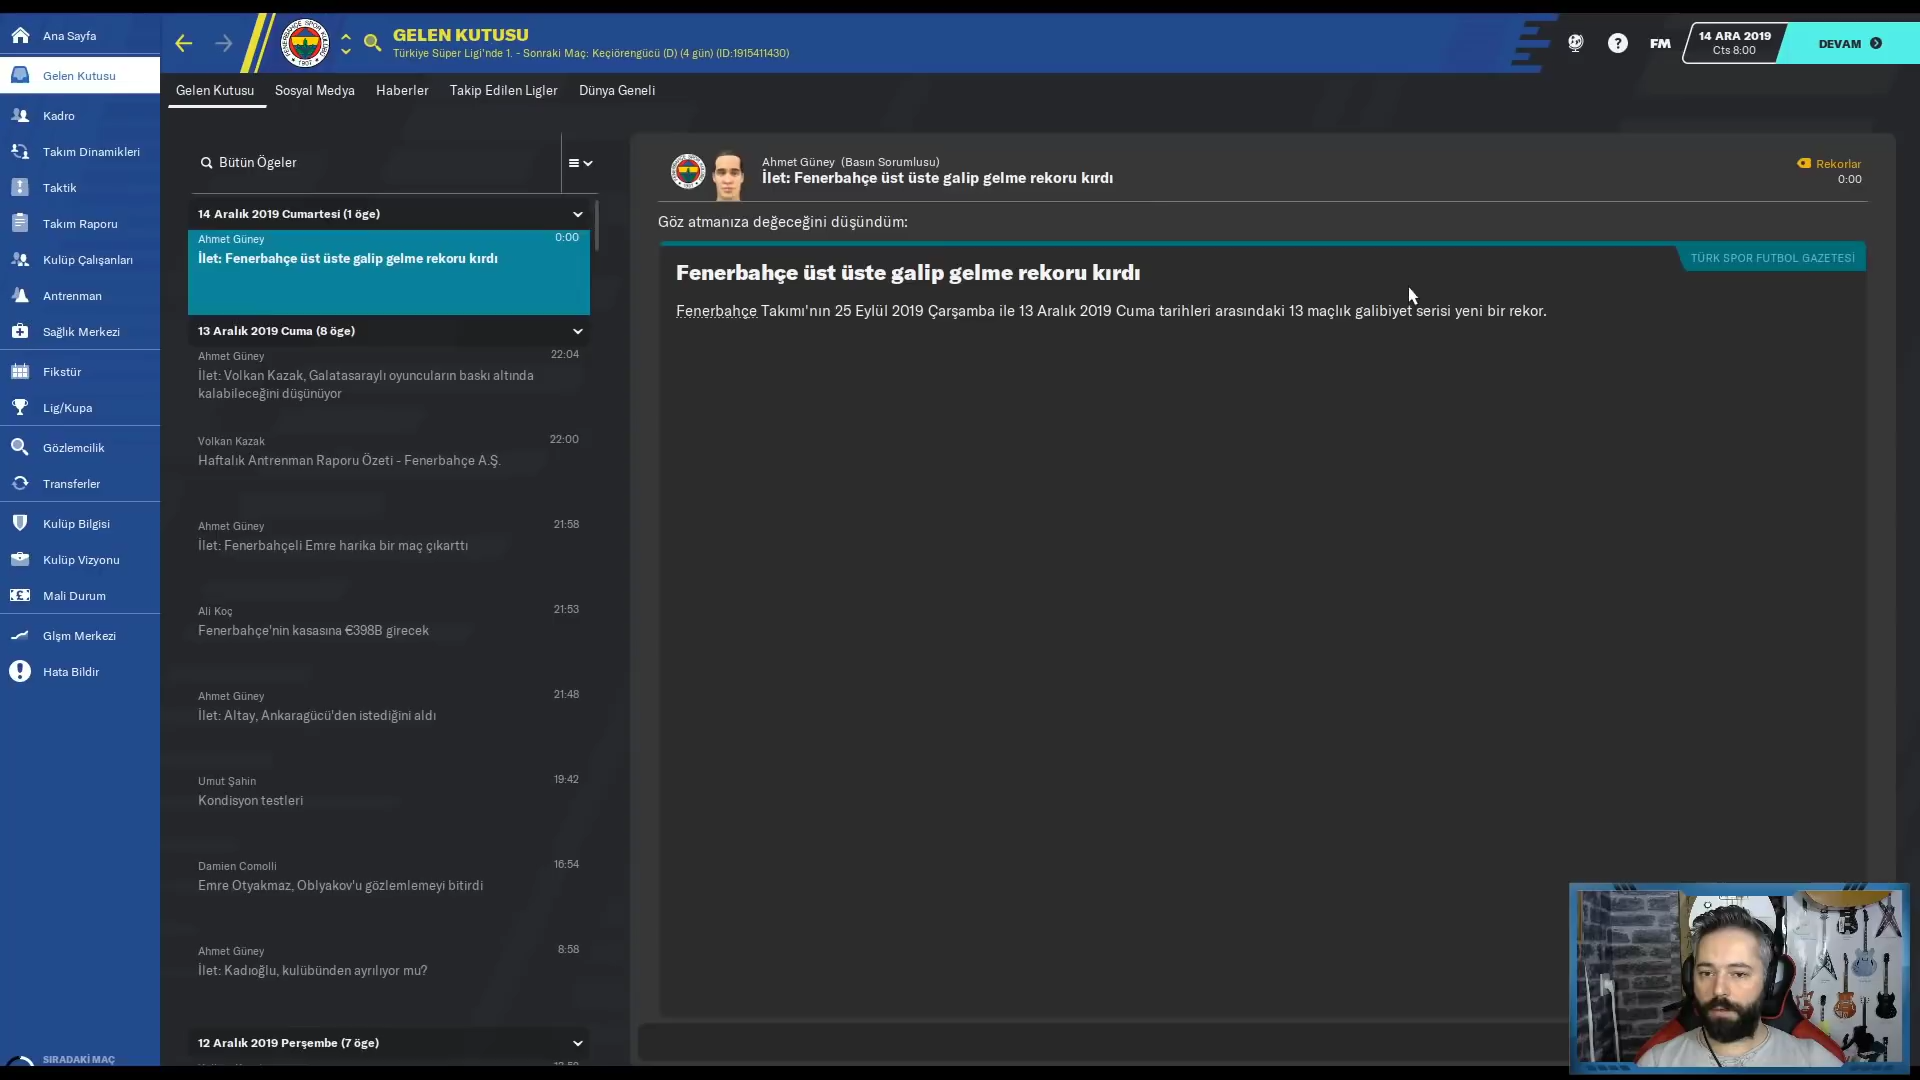 Ana Sayfa
Gelen Kutusu
Kadro
Takım Dinamikleri
Taktik
Takım Raporu
Kulüp Çalışanları
Antrenman
Sağlık Merkezi
Fikstür
Lig/Kupa
Gözlemcilik
Transferler
Kulüp Bilgisi
Kulüp Vizyonu
Mali Durum
Glşm Merkezi
Hata Bildir
SIRADAKİ MAÇ
GELEN KUTUSU
Türkiye Süper Ligi'nde 1. - Sonraki Maç: Keçiörengücü (D) (4 gün) (ID:1915411430)
FM
14 ARA 2019
Cts 8:00
DEVAM
Gelen Kutusu Sosyal Medya Haberler Takip Edilen Ligler Dünya Geneli
Bütün Ögeler
14 Aralık 2019 Cumartesi (1 öge)
Ahmet Güney 0:00
İlet: Fenerbahçe üst üste galip gelme rekoru kırdı
13 Aralık 2019 Cuma (8 öge)
Ahmet Güney 22:04
İlet: Volkan Kazak, Galatasaraylı oyuncuların baskı altında
kalabileceğini düşünüyor
Volkan Kazak 22:00
Haftalık Antrenman Raporu Özeti - Fenerbahçe A.Ş.
Ahmet Güney 21:58
İlet: Fenerbahçeli Emre harika bir maç çıkarttı
Ali Koç 21:53
Fenerbahçe'nin kasasına €398B girecek
Ahmet Güney 21:48
İlet: Altay, Ankaragücü'den istediğini aldı
Umut Şahin 19:42
Kondisyon testleri
Damien Comolli 16:54
Emre Otyakmaz, Oblyakov'u gözlemlemeyi bitirdi
Ahmet Güney 8:58
İlet: Kadıoğlu, kulübünden ayrılıyor mu?
12 Aralık 2019 Perşembe (7 öge)
Ahmet Güney (Basın Sorumlusu)
İlet: Fenerbahçe üst üste galip gelme rekoru kırdı
Rekorlar
0:00
Göz atmanıza değeceğini düşündüm:
TÜRK SPOR FUTBOL GAZETESİ
Fenerbahçe üst üste galip gelme rekoru kırdı
Fenerbahçe Takımı'nın 25 Eylül 2019 Çarşamba ile 13 Aralık 2019 Cuma tarihleri arasındaki 13 maçlık galibiyet serisi yeni bir rekor.